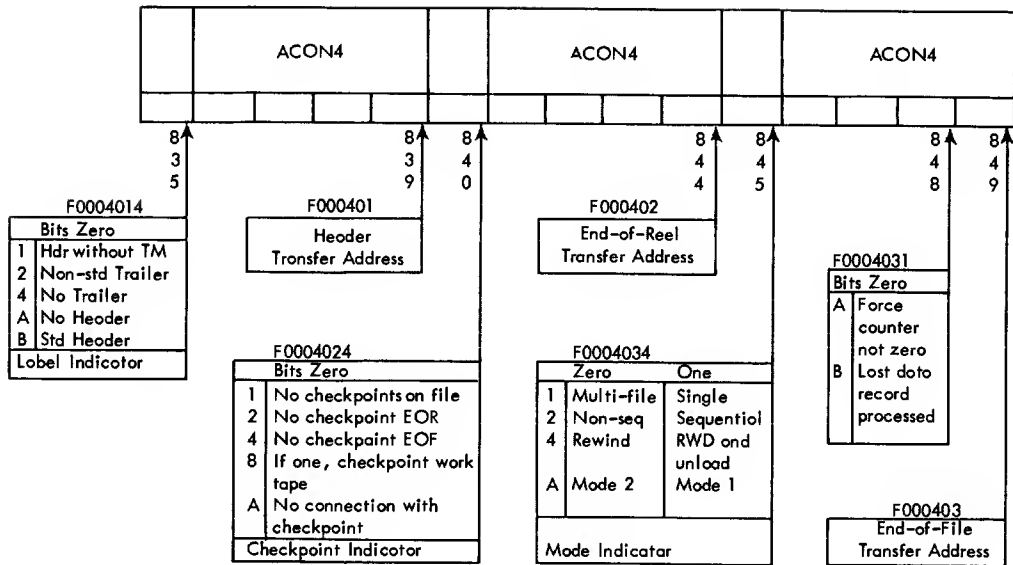 ACON4 ACON4 ACON4
8 8 8 8 8 8 8
3 3 4 4 4 4 4
5 9 0 4 5 8 9
F0004014
Bits Zero
1 Hdr without TM
2 Non-std Trailer
4 No Trailer
A No Heoder
B Std Heoder
Lobel Indicotor
F000401
Heoder
Tronsfer Address
F0004024
Bits Zero
1 No checkpoints on file
2 No checkpoint EOR
4 No checkpoint EOF
8 If one, checkpoint work
tape
A No connection with
checkpoint
Checkpoint Indicator
F000402
End-of-Reel
Transfer Address
F0004034
Zero One
1 Multi-file Single
2 Non-seq Sequentiol
4 Rewind RWD ond
unload
A Mode 2 Mode 1
Mode Indicatar
F0004031
Bits Zero
A Force
counter
not zero
B Lost doto
record
processed
F000403
End-of-File
Transfer Address